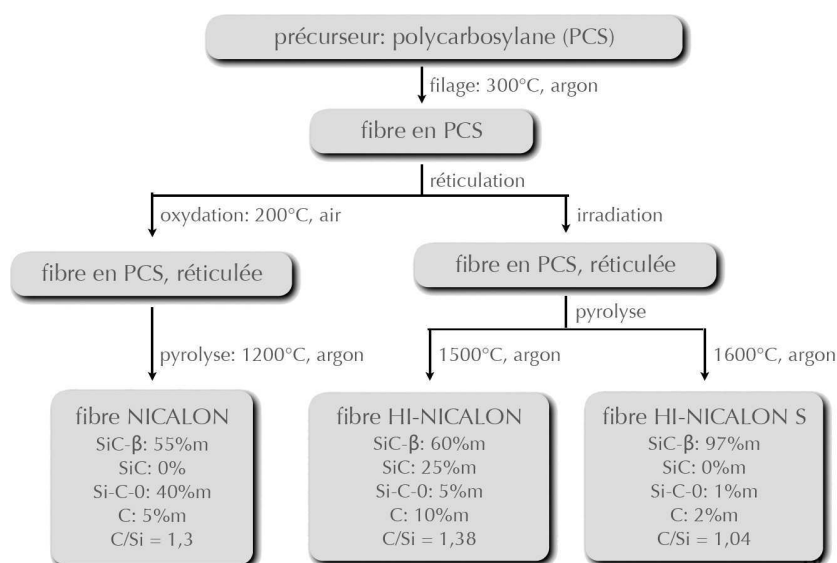 précurseur: polycarbosylane (PCS)
filage: 300°C, argon
fibre en PCS
réticulation
oxydation: 200°C, air
irradiation
fibre en PCS, réticulée
fibre en PCS, réticulée
pyrolyse
pyrolyse: 1200°C, argon
1500°C, argon
1600°C, argon
fibre NICALON
SiC-β: 55%m
SiC: 0%
Si-C-0: 40%m
C: 5%m
C/Si = 1,3
fibre HI-NICALON
SiC-β: 60%m
SiC: 25%m
Si-C-0: 5%m
C: 10%m
C/Si = 1,38
fibre HI-NICALON S
SiC-β: 97%m
SiC: 0%m
Si-C-0: 1%m
C: 2%m
C/Si = 1,04